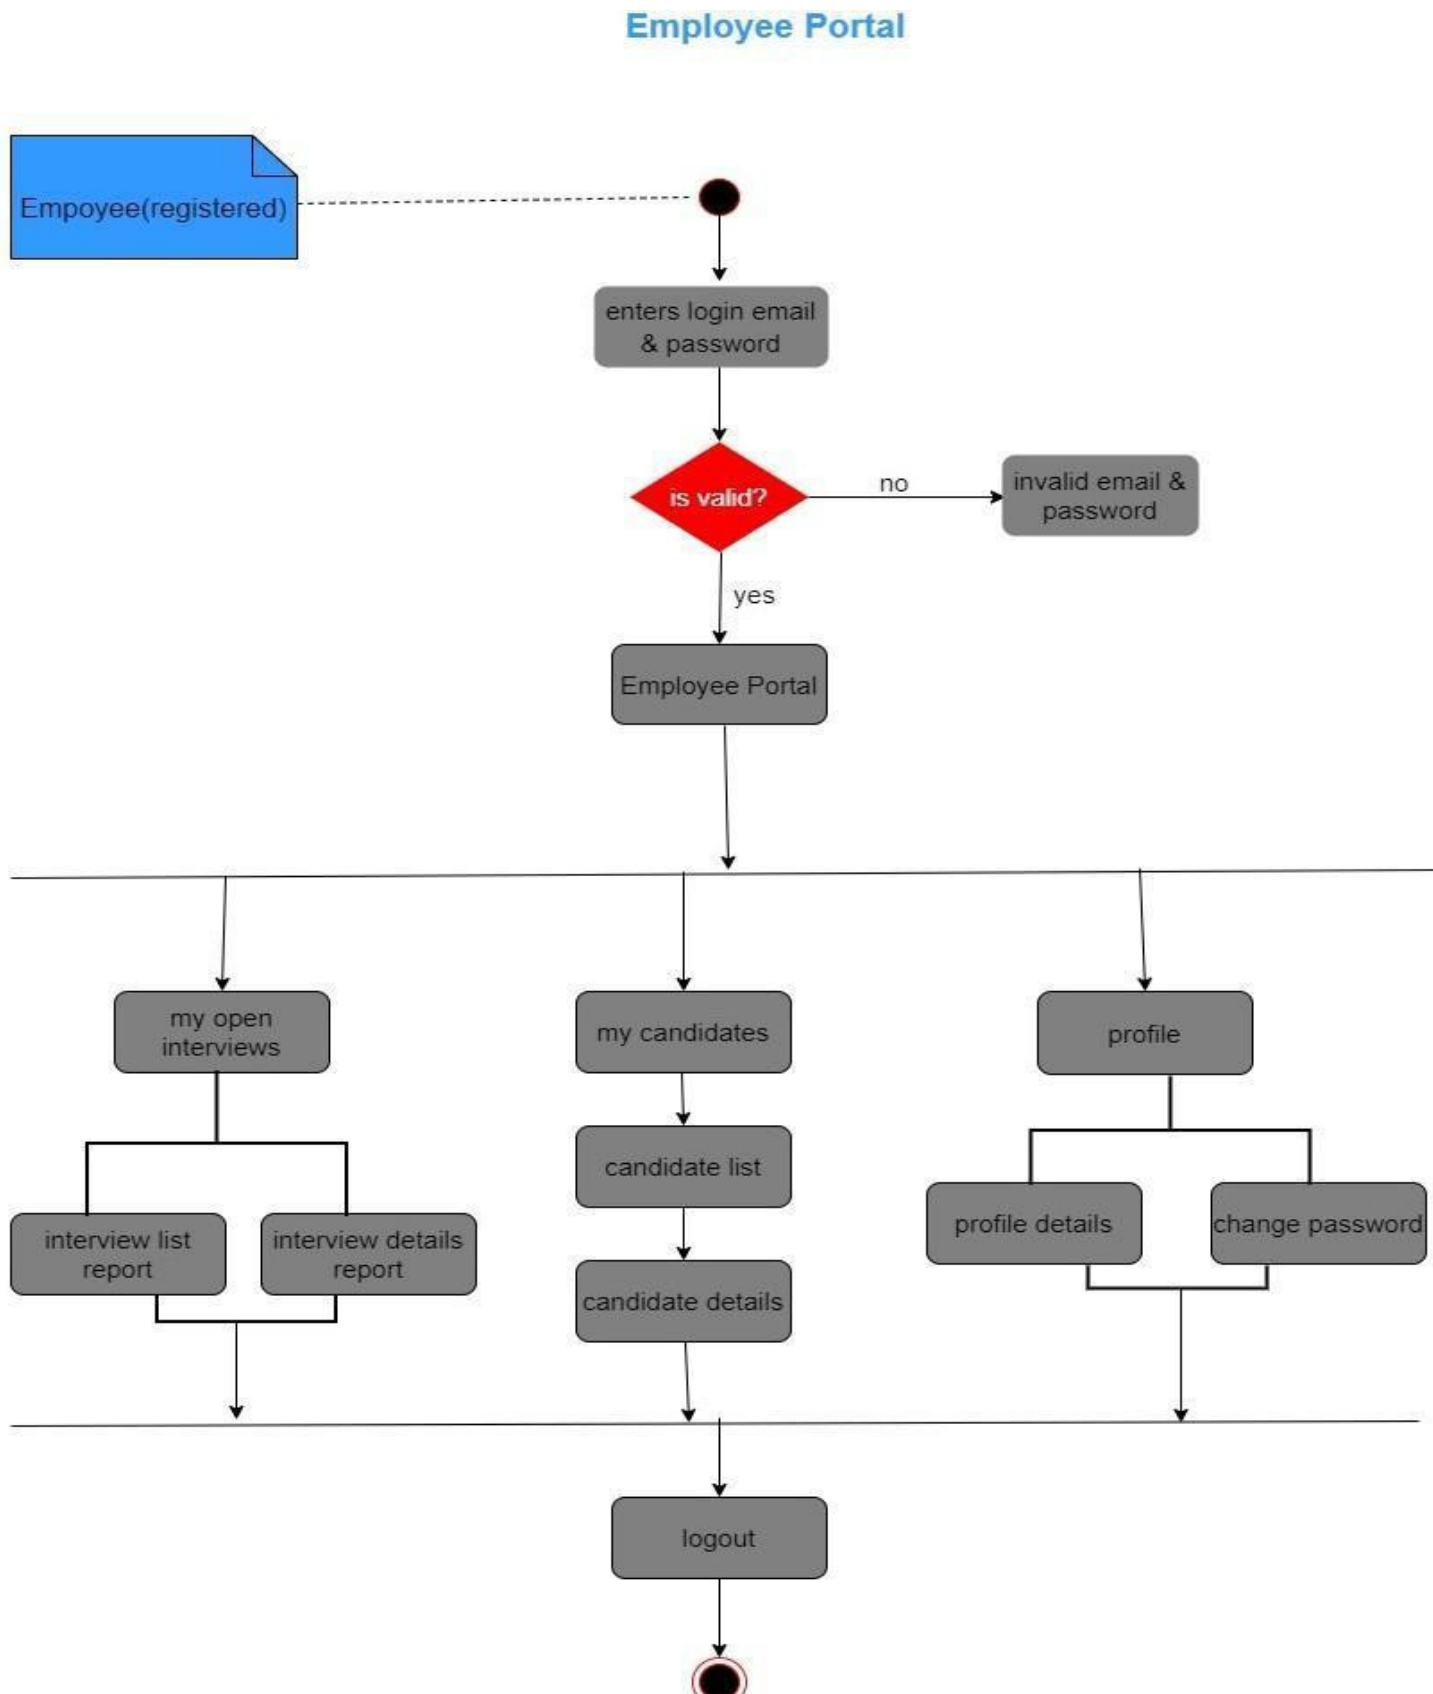 Employee Portal
Empoyee(registered)
enters login email
& password
is valid?
no
invalid email &
password
yes
Employee Portal
my open
interviews
my candidates
profile
candidate list
interview list
report
interview details
report
profile details
change password
candidate details
logout